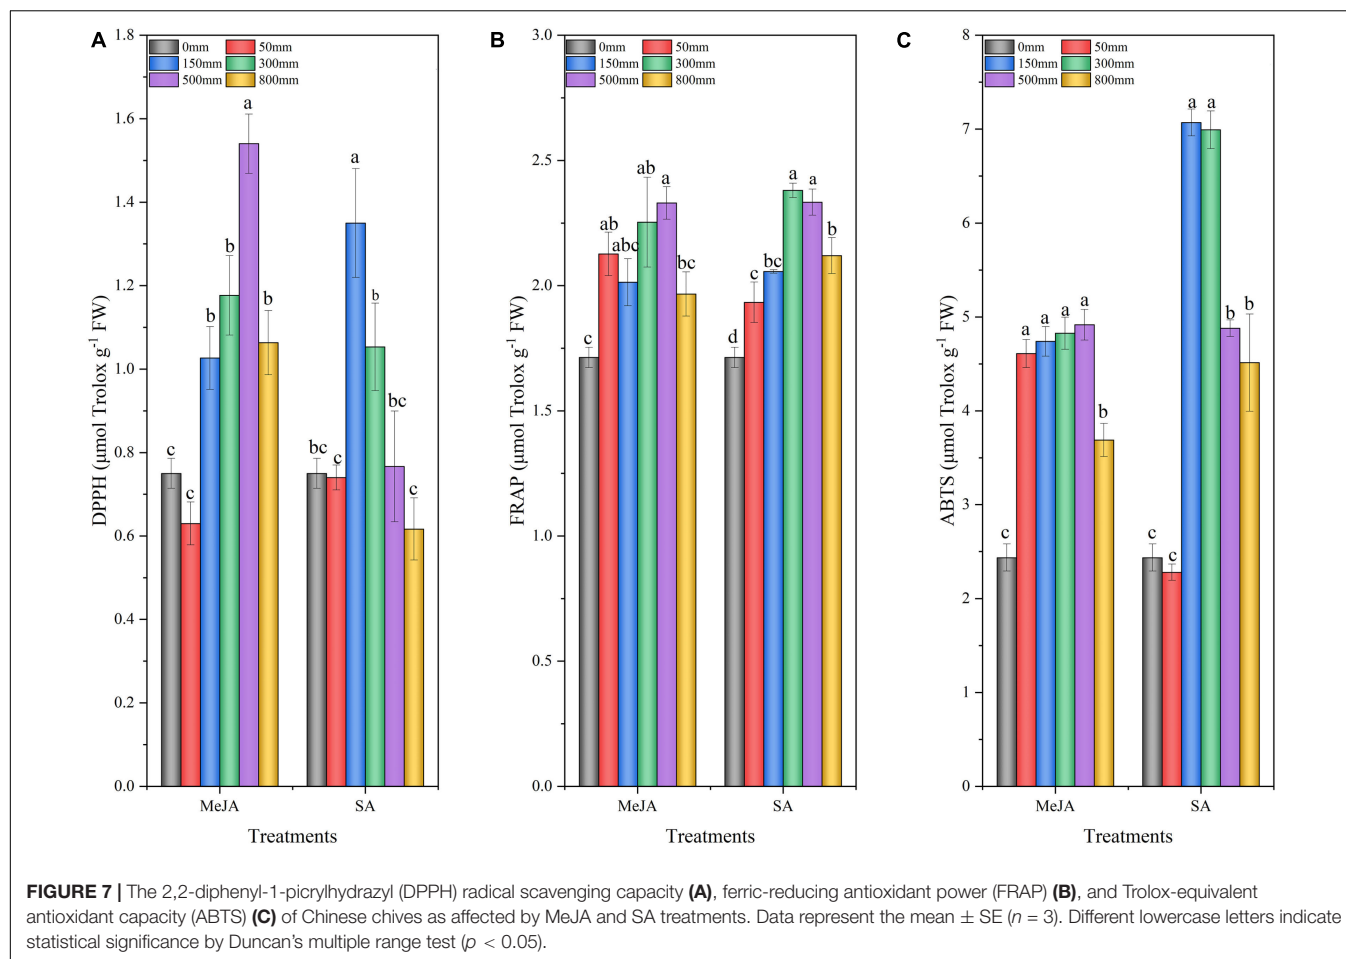 A
0mm 50mm
150mm 300mm
500mm 800mm
DPPH (μmol Trolox g-1 FW)
1.8
1.6
1.4
1.2
1.0
0.8
0.6
0.4
0.2
0.0
c c b b a b
bc c a b bc c
MeJA SA
Treatments
B
0mm 50mm
150mm 300mm
500mm 800mm
FRAP (μmol Trolox g-1 FW)
3.0
2.5
2.0
1.5
1.0
0.5
0.0
c ab abc ab a bc
d c bc a a b
MeJA SA
Treatments
C
0mm 50mm
150mm 300mm
500mm 800mm
ABTS (μmol Trolox g-1 FW)
8
7
6
5
4
3
2
1
0
c a a a a b
c c a a b b
MeJA SA
Treatments
FIGURE 7 | The 2,2-diphenyl-1-picrylhydrazyl (DPPH) radical scavenging capacity (A), ferric-reducing antioxidant power (FRAP) (B), and Trolox-equivalent
antioxidant capacity (ABTS) (C) of Chinese chives as affected by MeJA and SA treatments. Data represent the mean ± SE (n = 3). Different lowercase letters indicate
statistical significance by Duncan's multiple range test (p < 0.05).